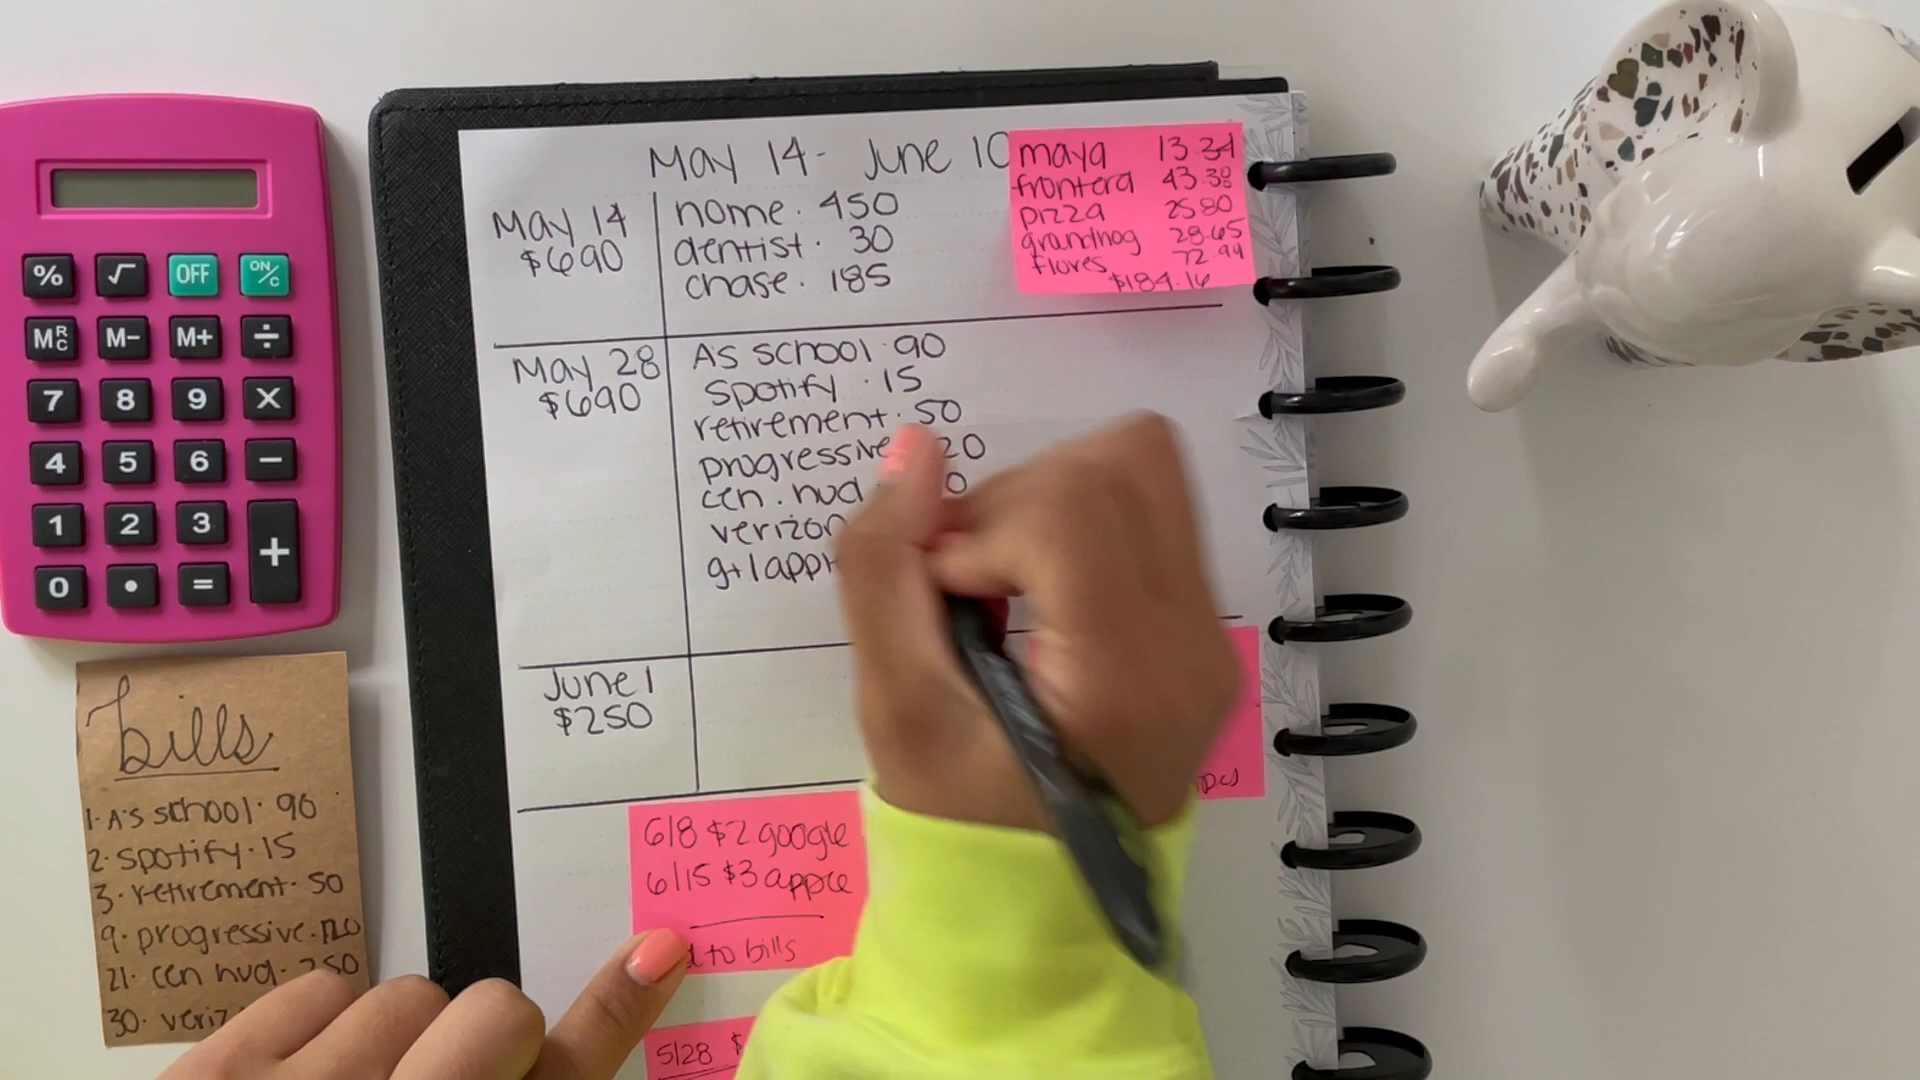 May 14 - June 10
May 14
$690
nome · 450
dentist · 30
chase · 185
maya 13.34
frontera 43.38
pizza 25.80
grandhog 28.65
flores 72.94
$184.16
May 28
$690
A's school · 90
spotify · 15
retirement · 50
progressive 20
cen. hud
verizon
g+1app
June 1
$250
6/8 $2 google
6/15 $3 apple
to bills
5/28 $
bills
1. A's school · 90
2. spotify · 15
3. retirement · 50
9. progressive · 120
21. cen hud · 250
30. veriz
% √ OFF ON/C
MRC M- M+ ÷
7 8 9 X
4 5 6 -
1 2 3 +
0 • =